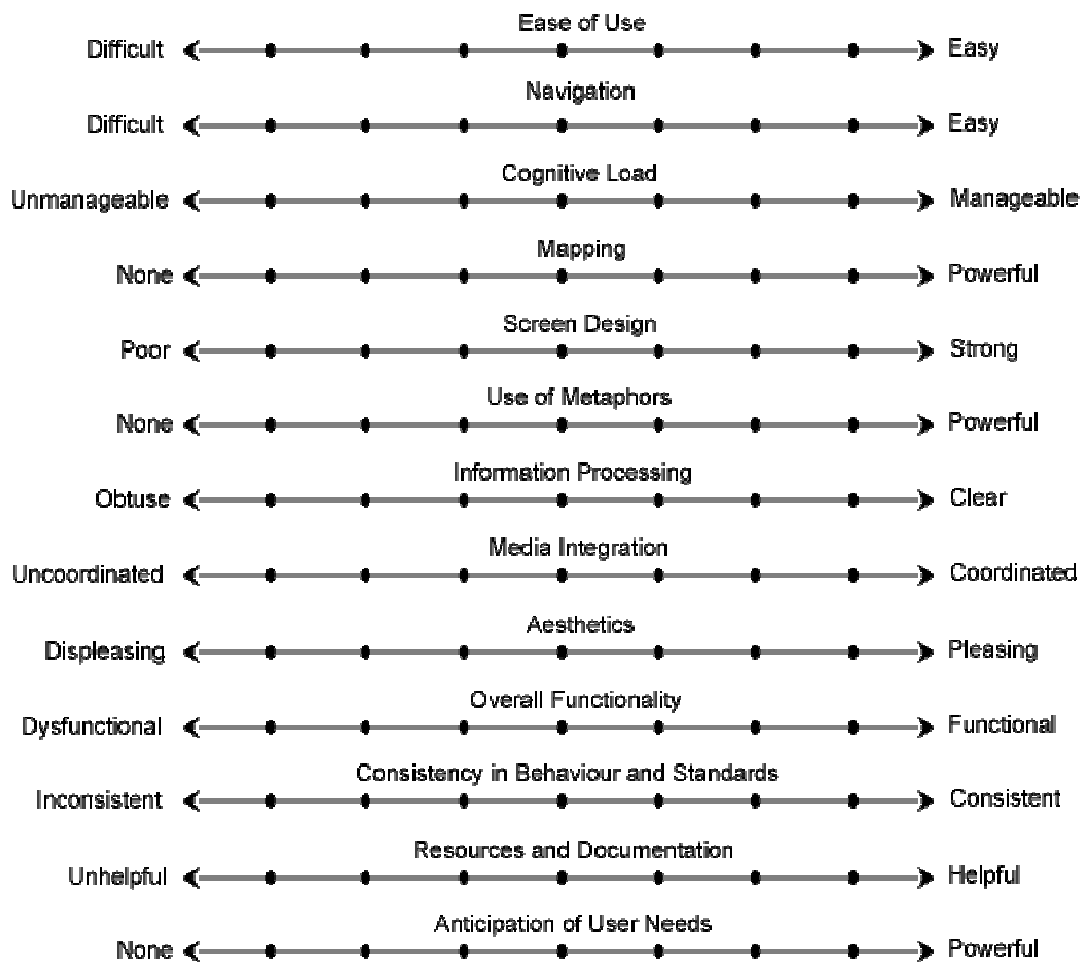 Ease of Use
Difficult Easy
Navigation
Difficult Easy
Cognitive Load
Unmanageable Manageable
Mapping
None Powerful
Screen Design
Poor Strong
Use of Metaphors
None Powerful
Information Processing
Obtuse Clear
Media Integration
Uncoordinated Coordinated
Aesthetics
Displeasing Pleasing
Overall Functionality
Dysfunctional Functional
Consistency in Behaviour and Standards
Inconsistent Consistent
Resources and Documentation
Unhelpful Helpful
Anticipation of User Needs
None Powerful